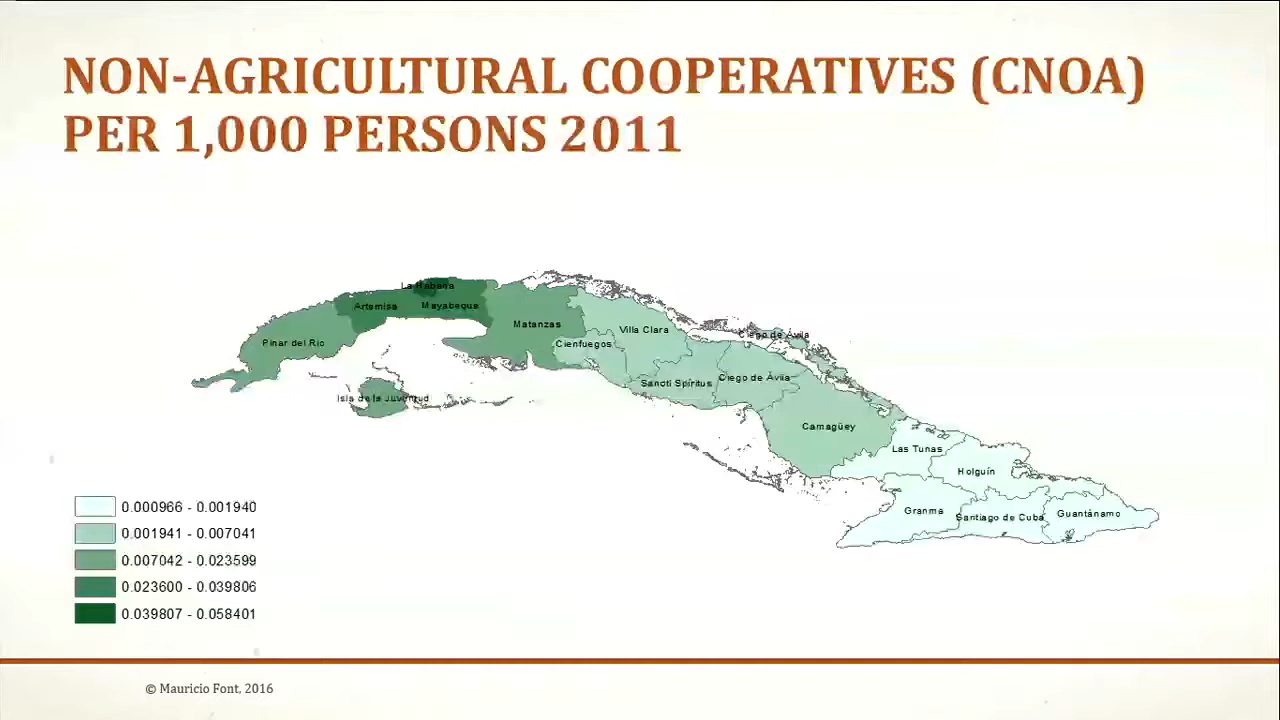 NON-AGRICULTURAL COOPERATIVES (CNOA)
PER 1,000 PERSONS 2011
La Habana
Artemisa
Mayabeque
Matanzas
Pinar del Rio
Villa Clara
Ciego de Ávila
Cienfuegos
Sancti Spíritus
Ciego de Ávila
Isla de la Juventud
Camagüey
Las Tunas
Holguín
Granma
Santiago de Cuba
Guantánamo
0.000966 - 0.001940
0.001941 - 0.007041
0.007042 - 0.023599
0.023600 - 0.039806
0.039807 - 0.058401
© Mauricio Font, 2016